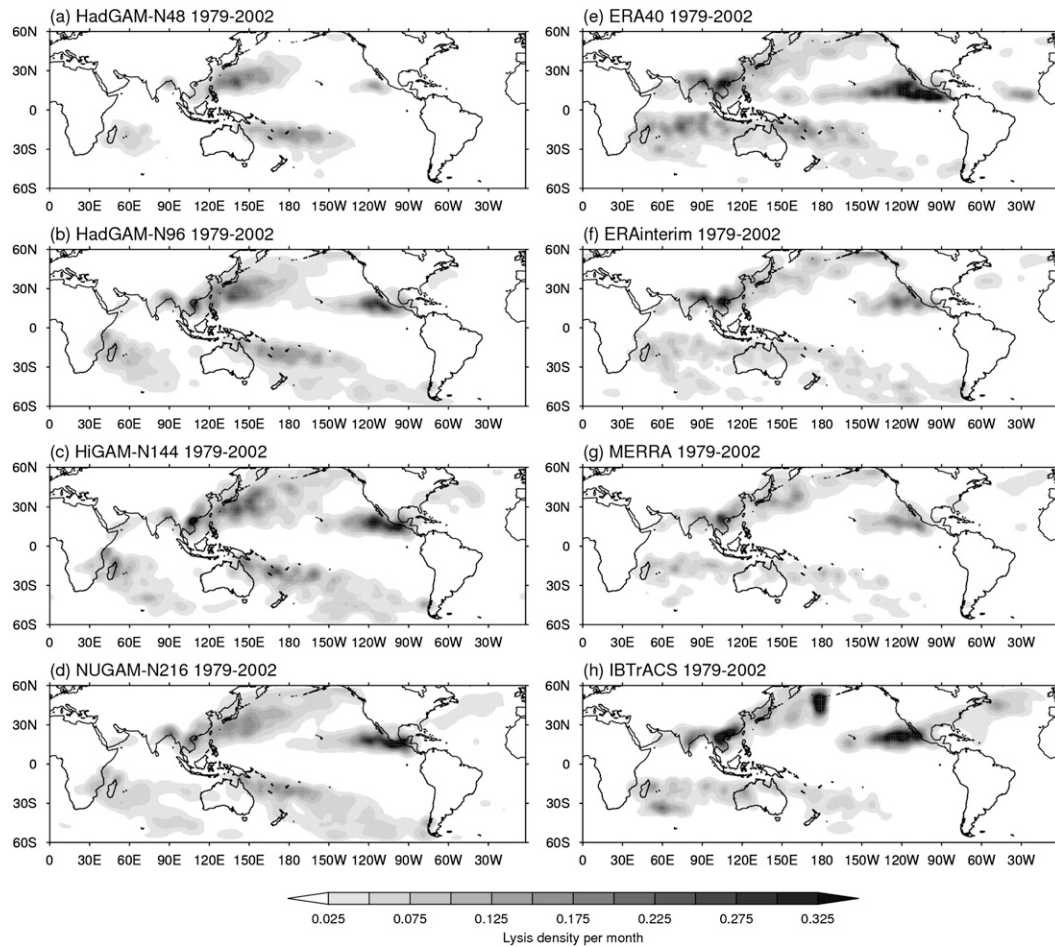 (a) HadGAM-N48 1979-2002
60N
30N
0
30S
60S
0 30E 60E 90E 120E 150E 180 150W 120W 90W 60W 30W
(b) HadGAM-N96 1979-2002
60N
30N
0
30S
60S
0 30E 60E 90E 120E 150E 180 150W 120W 90W 60W 30W
(c) HiGAM-N144 1979-2002
60N
30N
0
30S
60S
0 30E 60E 90E 120E 150E 180 150W 120W 90W 60W 30W
(d) NUGAM-N216 1979-2002
60N
30N
0
30S
60S
0 30E 60E 90E 120E 150E 180 150W 120W 90W 60W 30W
(e) ERA40 1979-2002
60N
30N
0
30S
60S
0 30E 60E 90E 120E 150E 180 150W 120W 90W 60W 30W
(f) ERAinterim 1979-2002
60N
30N
0
30S
60S
0 30E 60E 90E 120E 150E 180 150W 120W 90W 60W 30W
(g) MERRA 1979-2002
60N
30N
0
30S
60S
0 30E 60E 90E 120E 150E 180 150W 120W 90W 60W 30W
(h) IBTrACS 1979-2002
60N
30N
0
30S
60S
0 30E 60E 90E 120E 150E 180 150W 120W 90W 60W 30W
0.025 0.075 0.125 0.175 0.225 0.275 0.325
Lysis density per month